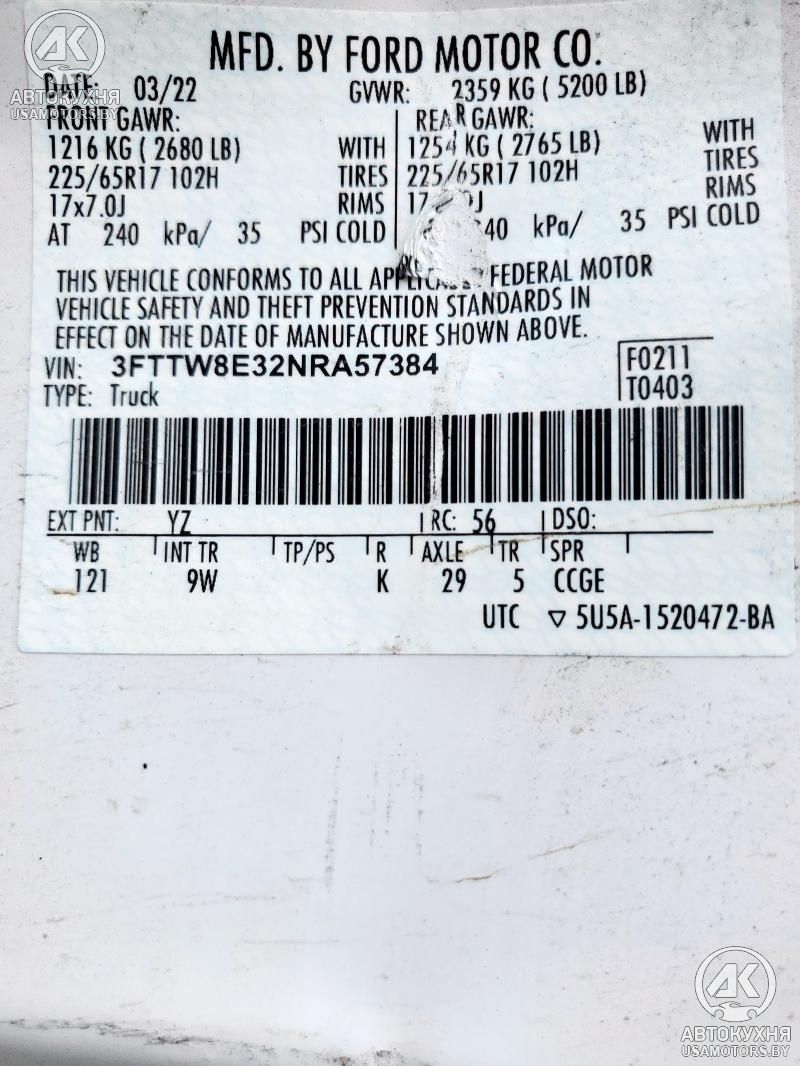 MFD. BY FORD MOTOR CO.
DATE: 03/22 GVWR: 2359 KG ( 5200 LB)
FRONT GAWR: REAR GAWR:
1216 KG ( 2680 LB) WITH 1254 KG ( 2765 LB) WITH
225/65R17 102H TIRES 225/65R17 102H TIRES
17x7.0J RIMS RIMS
AT 240 kPa/ 35 PSI COLD 240 kPa/ 35 PSI COLD
THIS VEHICLE CONFORMS TO ALL APPLICABLE FEDERAL MOTOR
VEHICLE SAFETY AND THEFT PREVENTION STANDARDS IN
EFFECT ON THE DATE OF MANUFACTURE SHOWN ABOVE.
VIN: 3FTTW8E32NRA57384 F0211
TYPE: Truck T0403
EXT PNT: YZ RC: 56 DSO:
WB INT TR TP/PS R AXLE TR SPR
121 9W K 29 5 CCGE
UTC ▽ 5U5A-1520472-BA
АК
АВТОКУХНЯ
USAMOTORS.BY
АК
АВТОКУХНЯ
USAMOTORS.BY